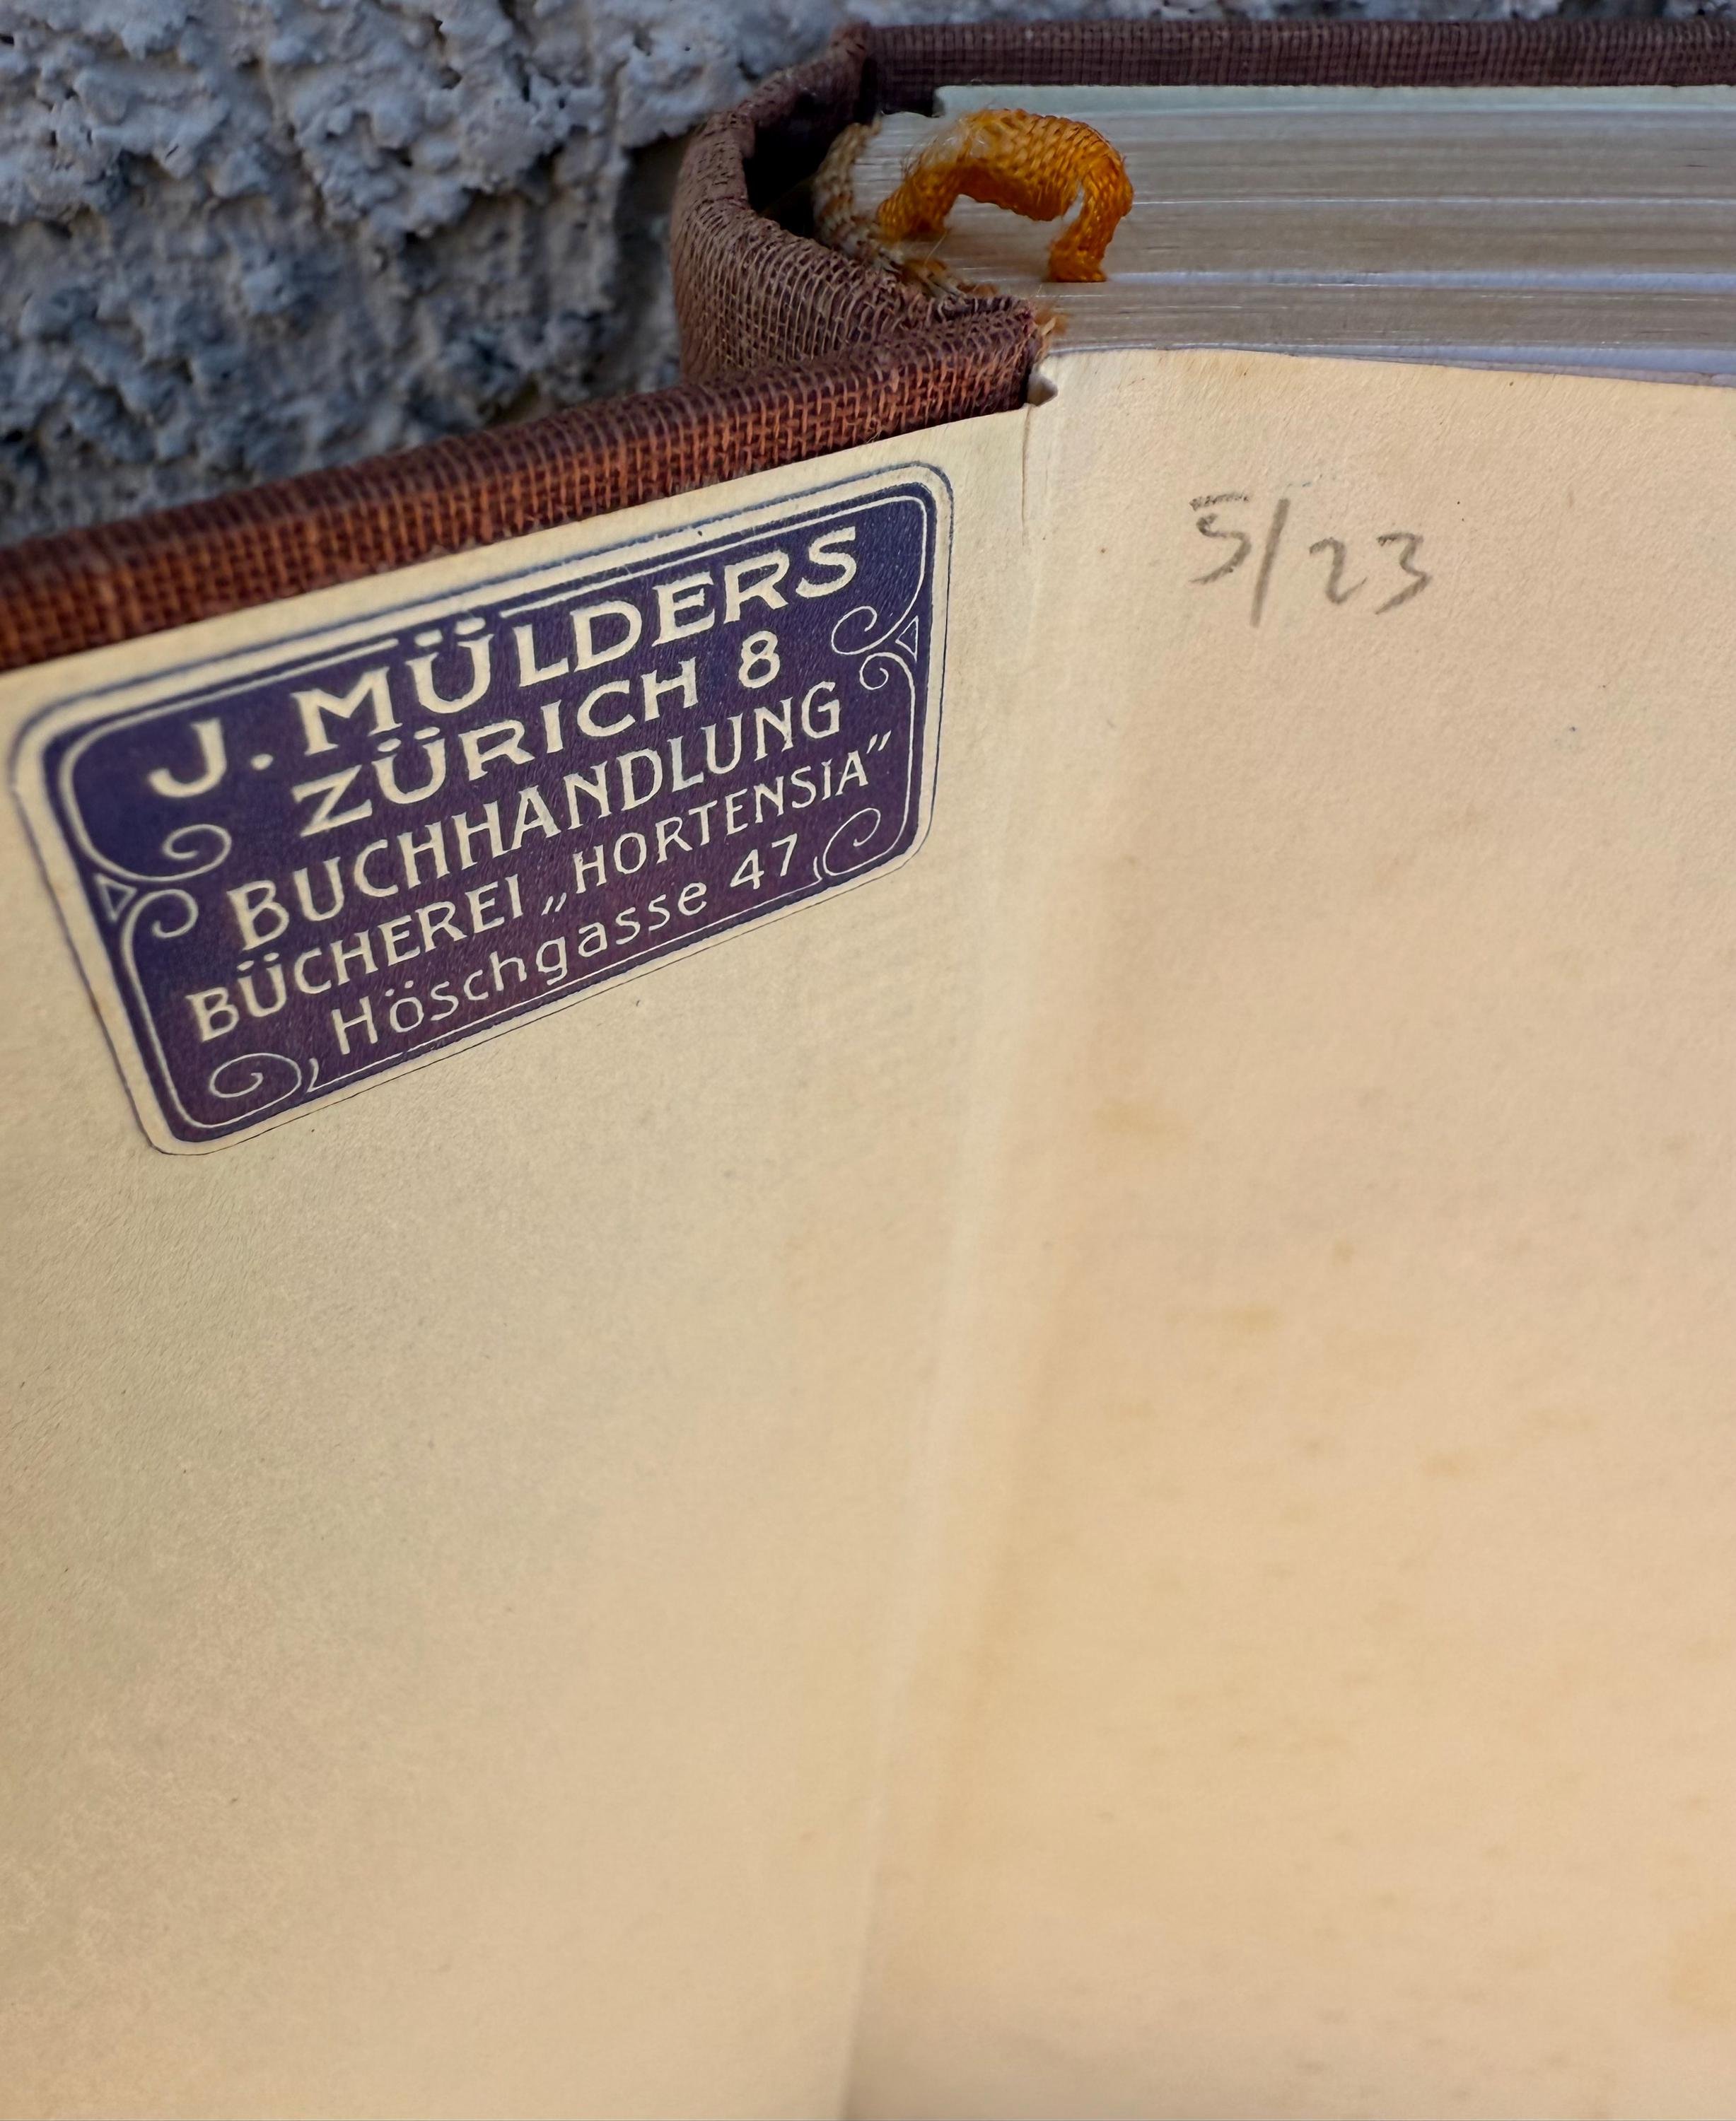 J. MÜLDERS
ZÜRICH 8
BUCHHANDLUNG
BÜCHEREI „HORTENSIA”
Höschgasse 47
5/23